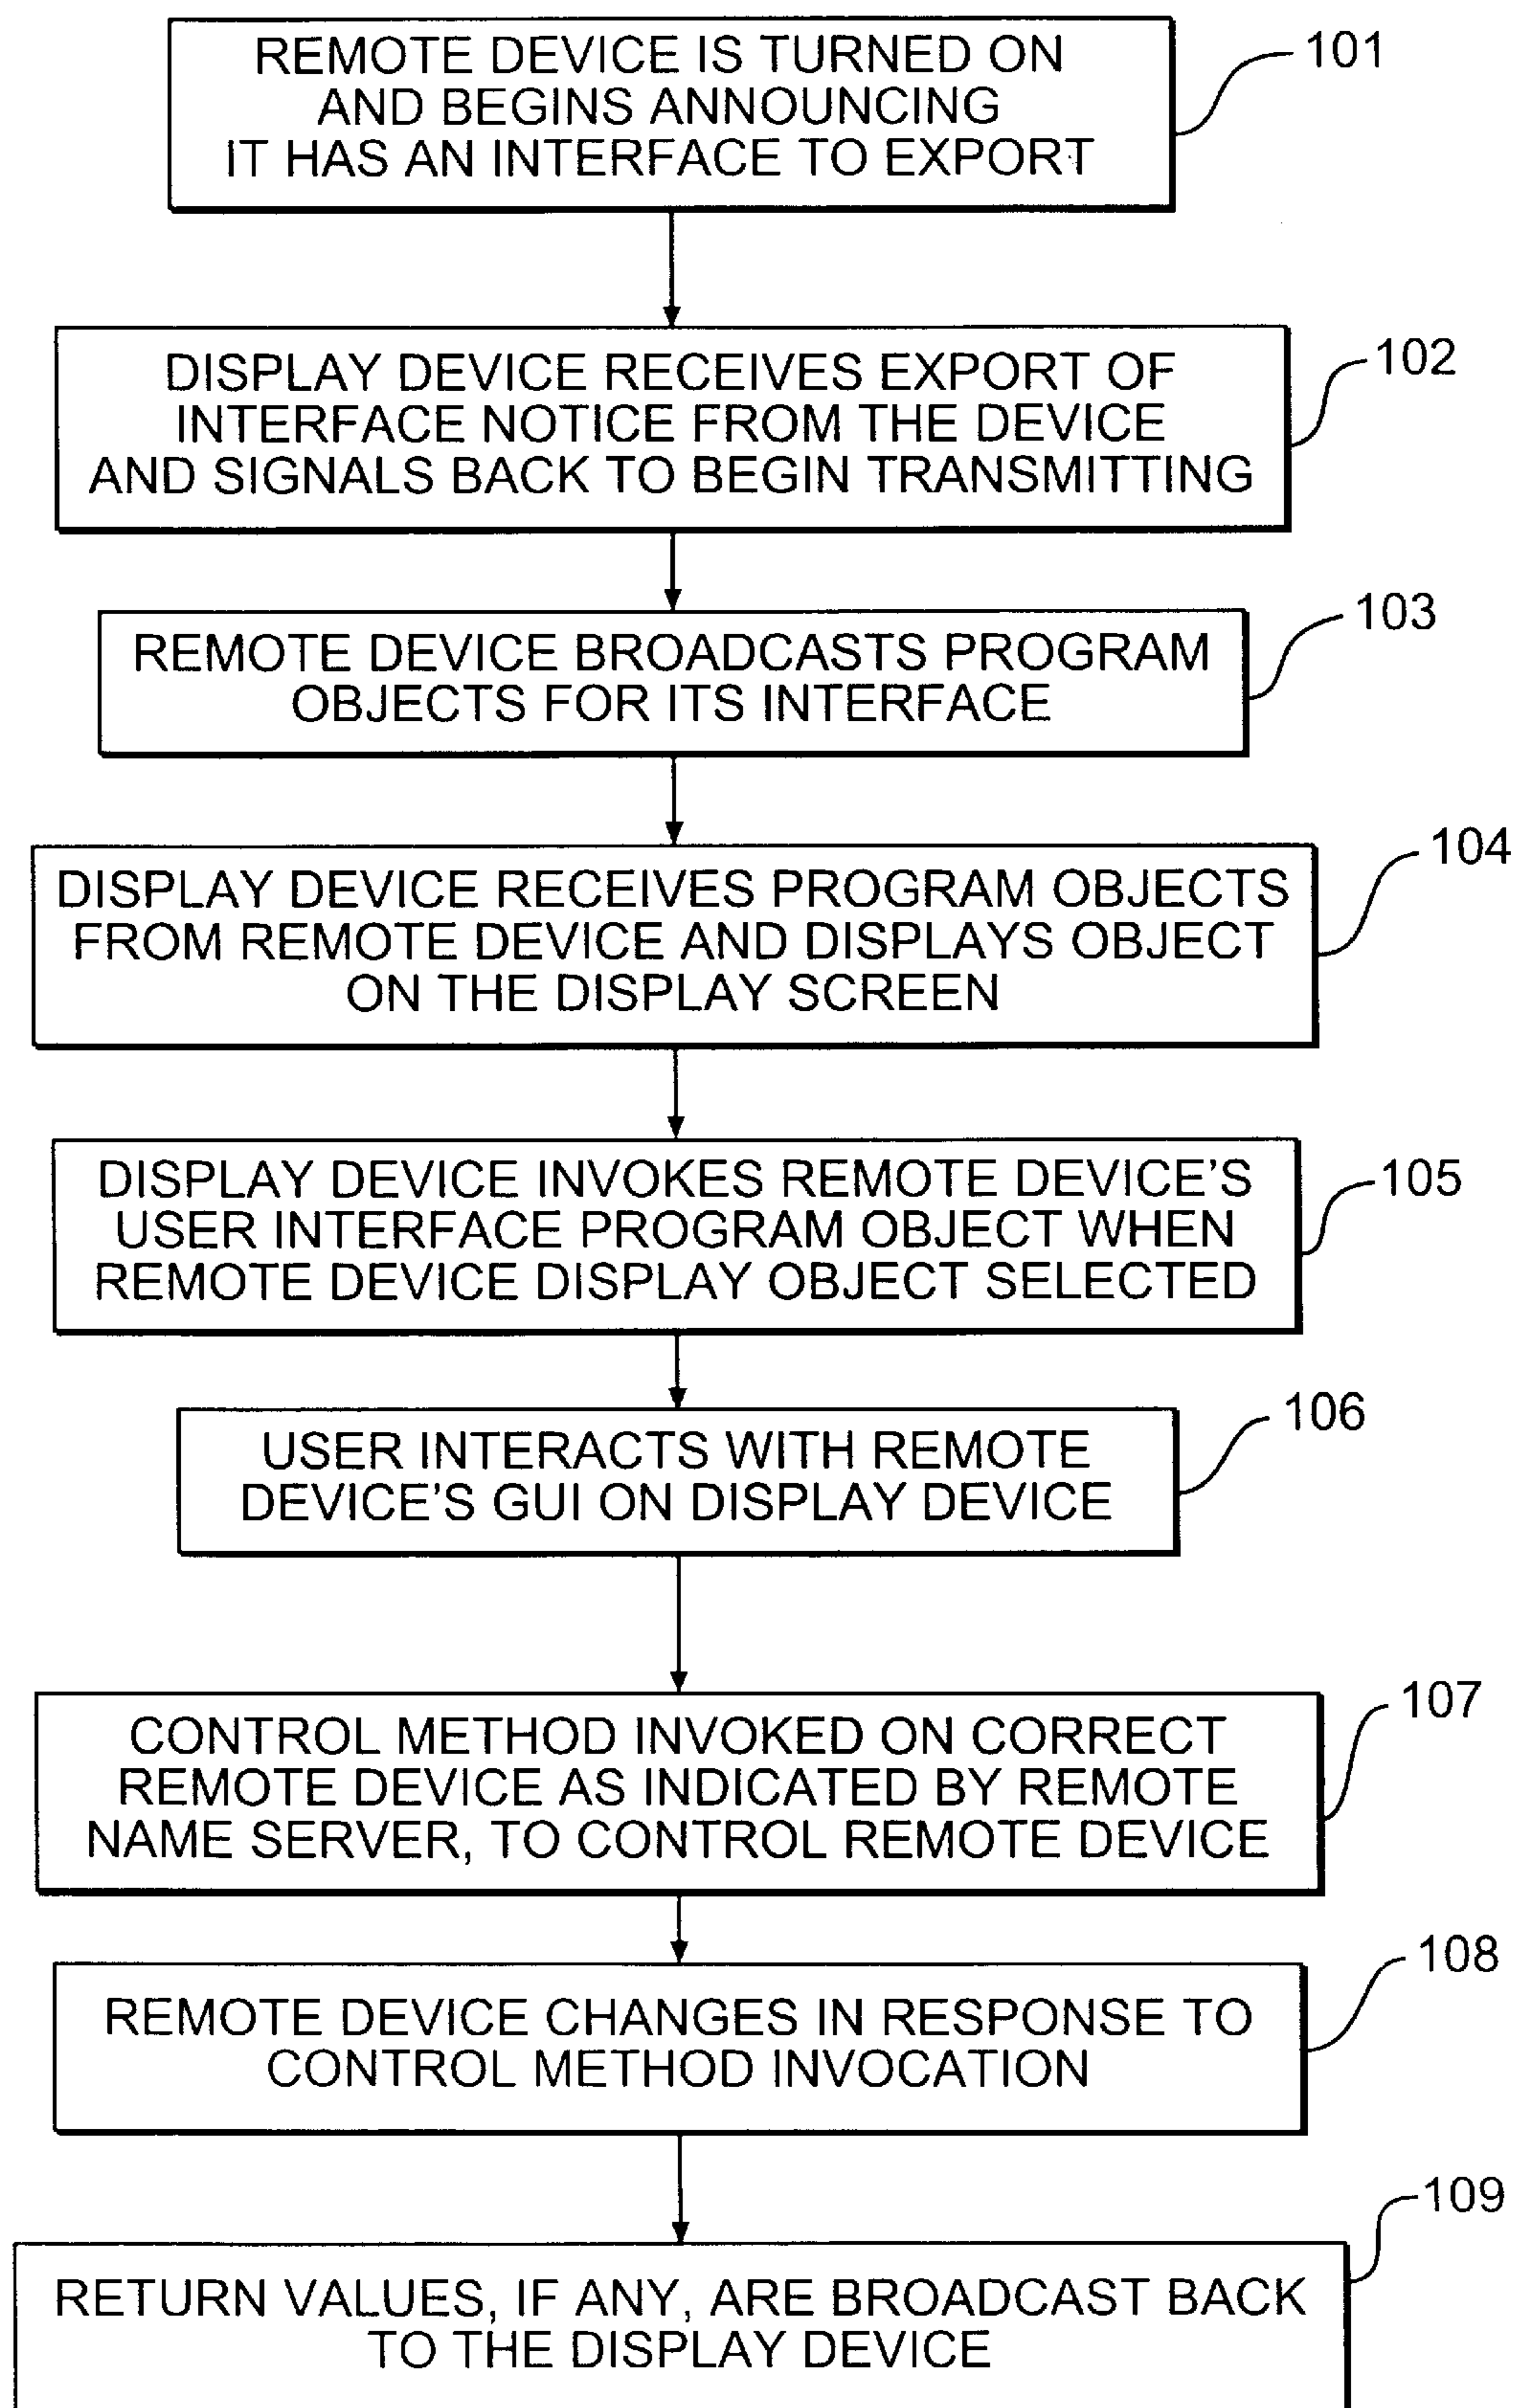 REMOTE DEVICE IS TURNED ON
AND BEGINS ANNOUNCING
IT HAS AN INTERFACE TO EXPORT
101
DISPLAY DEVICE RECEIVES EXPORT OF
INTERFACE NOTICE FROM THE DEVICE
AND SIGNALS BACK TO BEGIN TRANSMITTING
102
REMOTE DEVICE BROADCASTS PROGRAM
OBJECTS FOR ITS INTERFACE
103
DISPLAY DEVICE RECEIVES PROGRAM OBJECTS
FROM REMOTE DEVICE AND DISPLAYS OBJECT
ON THE DISPLAY SCREEN
104
DISPLAY DEVICE INVOKES REMOTE DEVICE'S
USER INTERFACE PROGRAM OBJECT WHEN
REMOTE DEVICE DISPLAY OBJECT SELECTED
105
USER INTERACTS WITH REMOTE
DEVICE'S GUI ON DISPLAY DEVICE
106
CONTROL METHOD INVOKED ON CORRECT
REMOTE DEVICE AS INDICATED BY REMOTE
NAME SERVER, TO CONTROL REMOTE DEVICE
107
REMOTE DEVICE CHANGES IN RESPONSE TO
CONTROL METHOD INVOCATION
108
RETURN VALUES, IF ANY, ARE BROADCAST BACK
TO THE DISPLAY DEVICE
109